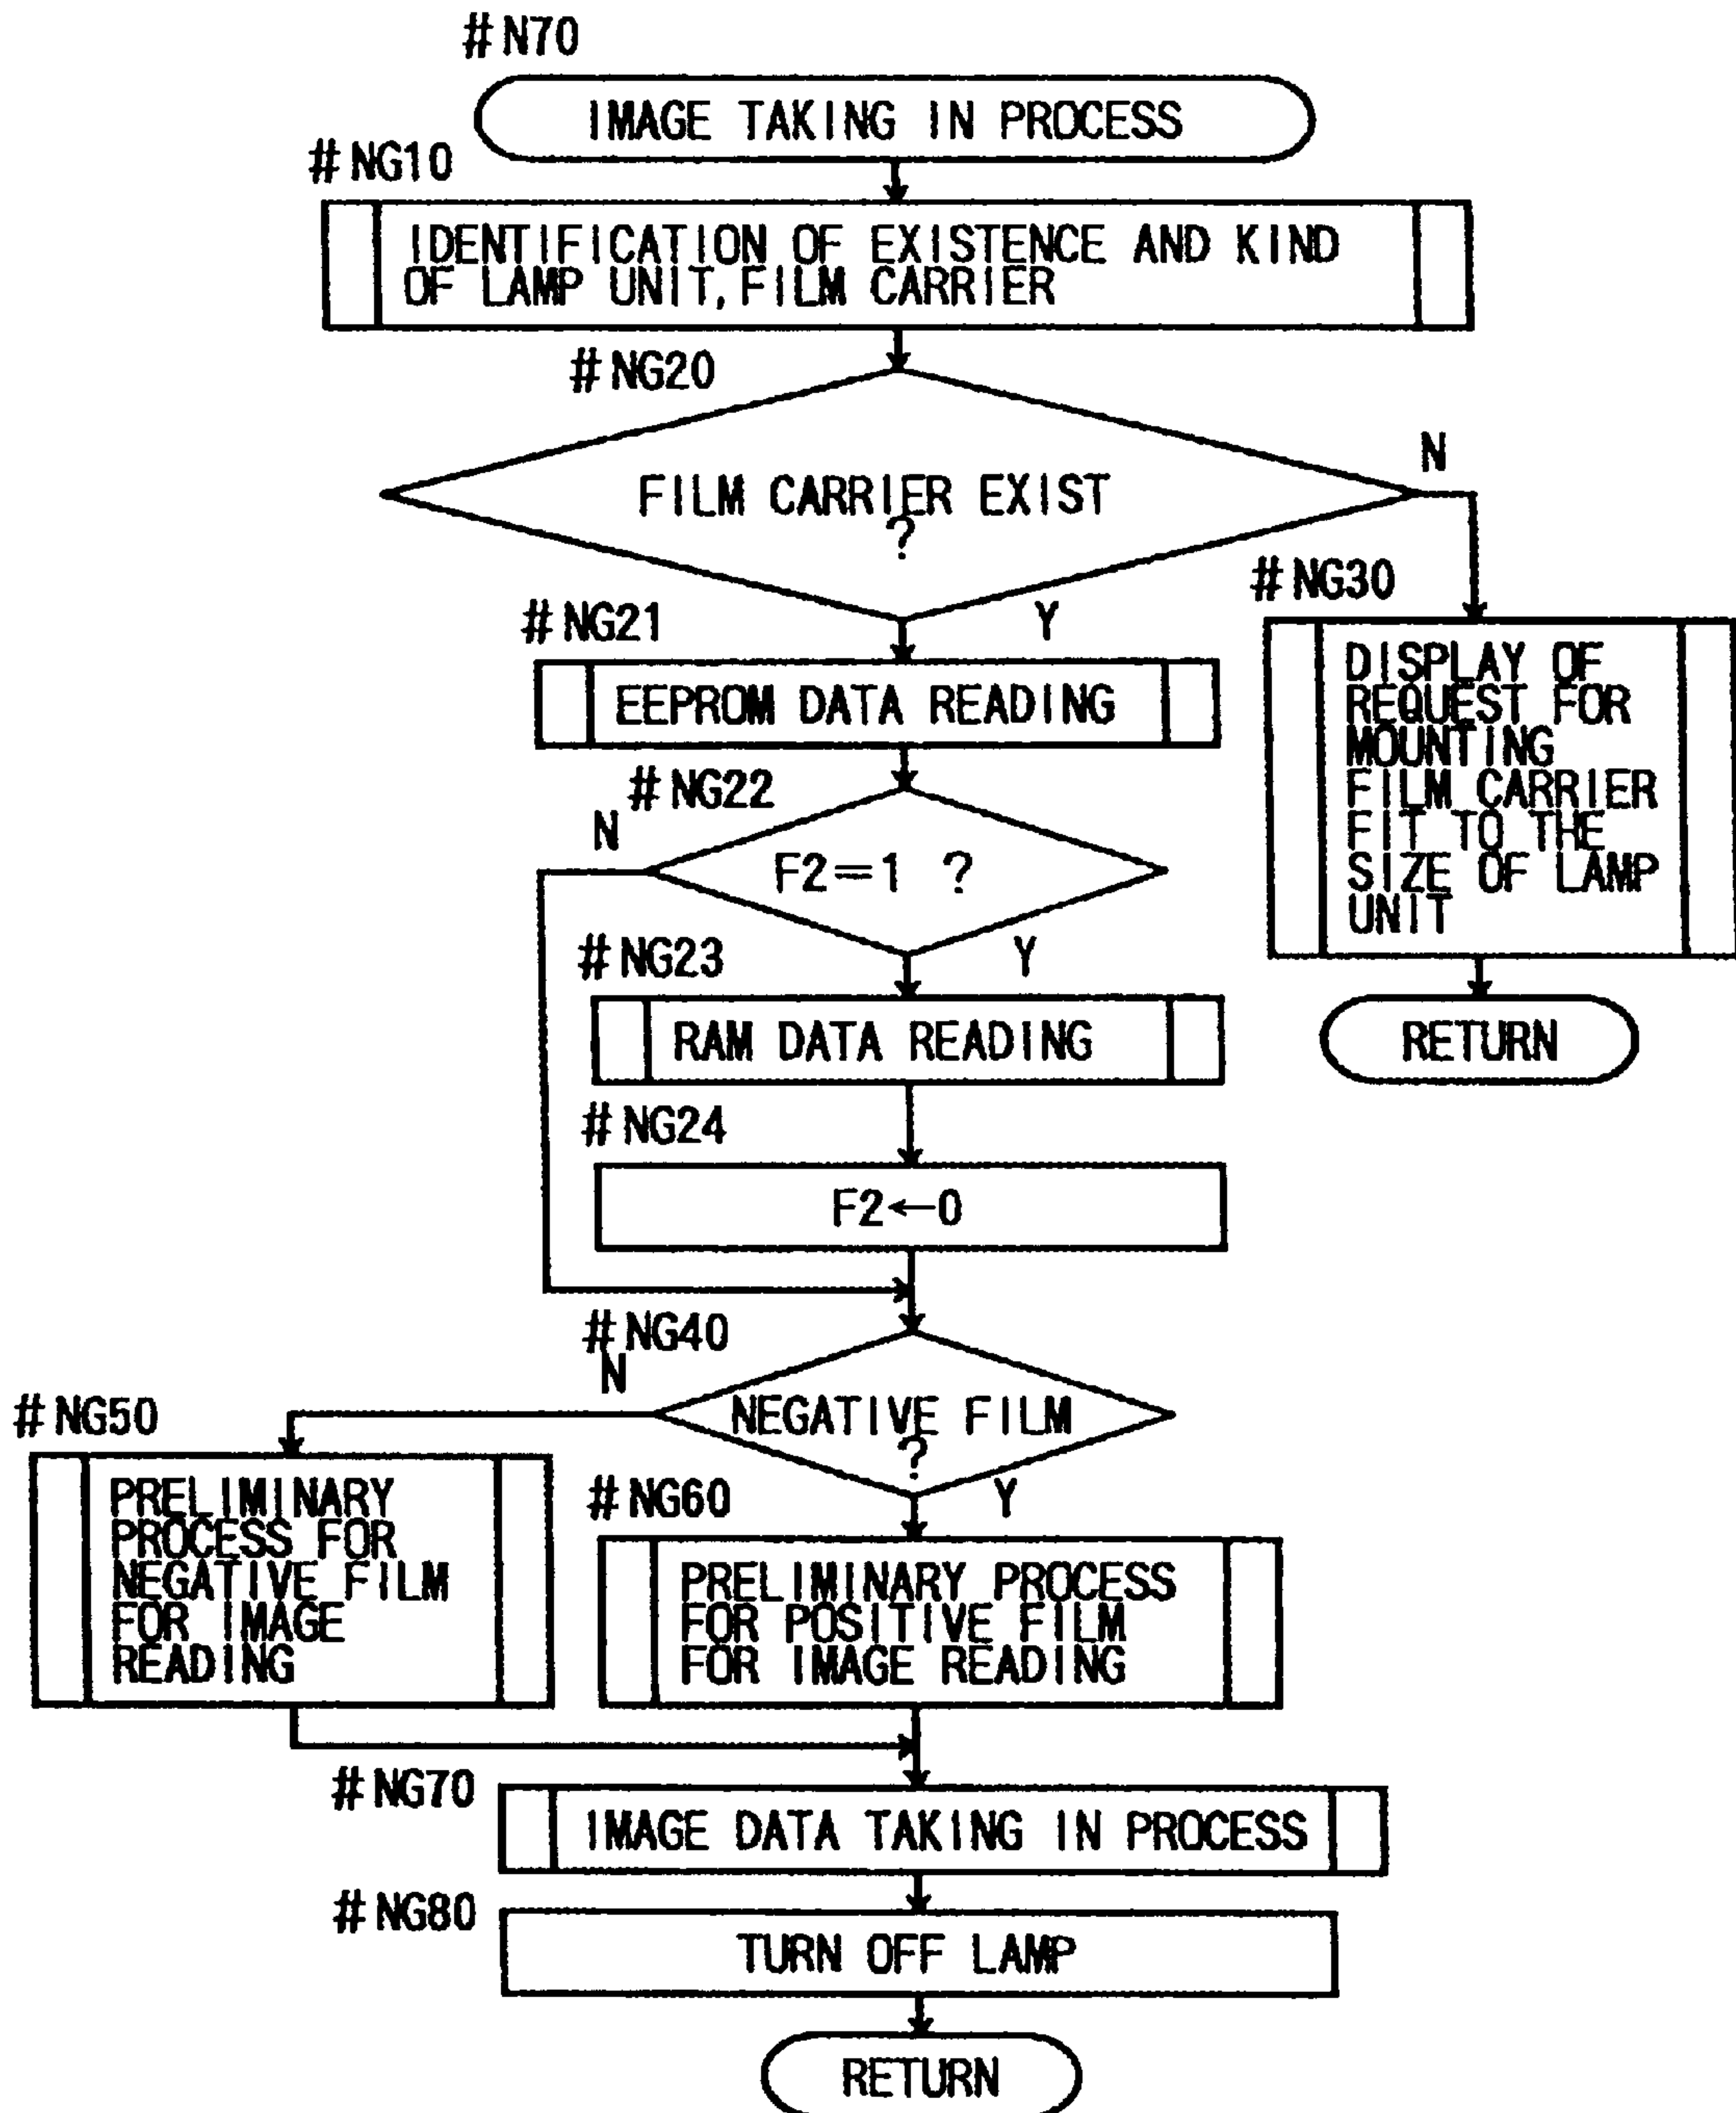 #N70
IMAGE TAKING IN PROCESS
#NG10
IDENTIFICATION OF EXISTENCE AND KIND
OF LAMP UNIT, FILM CARRIER
#NG20
N
FILM CARRIER EXIST
?
Y
#NG30
DISPLAY OF
REQUEST FOR
MOUNTING
FILM CARRIER
FIT TO THE
SIZE OF LAMP
UNIT
RETURN
#NG21
EEPROM DATA READING
#NG22
N
F2=1 ?
Y
#NG23
RAM DATA READING
#NG24
F2←0
#NG40
N
NEGATIVE FILM
?
Y
#NG50
PRELIMINARY
PROCESS FOR
NEGATIVE FILM
FOR IMAGE
READING
#NG60
PRELIMINARY PROCESS
FOR POSITIVE FILM
FOR IMAGE READING
#NG70
IMAGE DATA TAKING IN PROCESS
#NG80
TURN OFF LAMP
RETURN